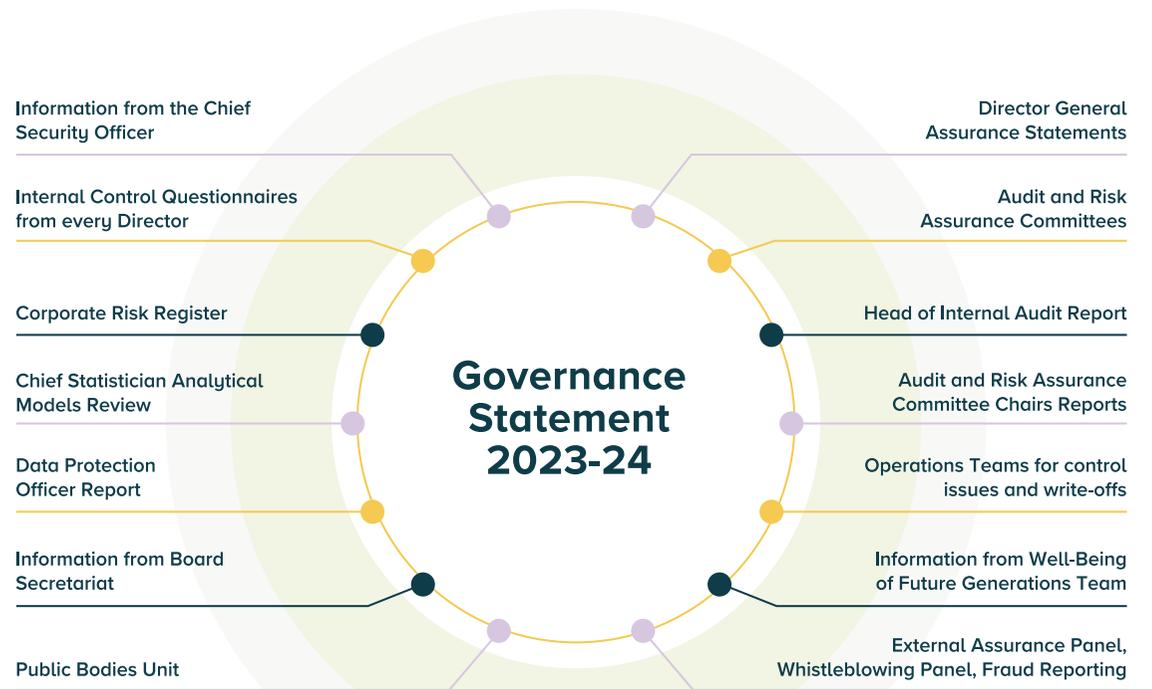 Information from the Chief
Security Officer
Internal Control Questionnaires
from every Director
Corporate Risk Register
Chief Statistician Analytical
Models Review
Data Protection
Officer Report
Information from Board
Secretariat
Public Bodies Unit
Governance
Statement
2023-24
Director General
Assurance Statements
Audit and Risk
Assurance Committees
Head of Internal Audit Report
Audit and Risk Assurance
Committee Chairs Reports
Operations Teams for control
issues and write-offs
Information from Well-Being
of Future Generations Team
External Assurance Panel,
Whistleblowing Panel, Fraud Reporting